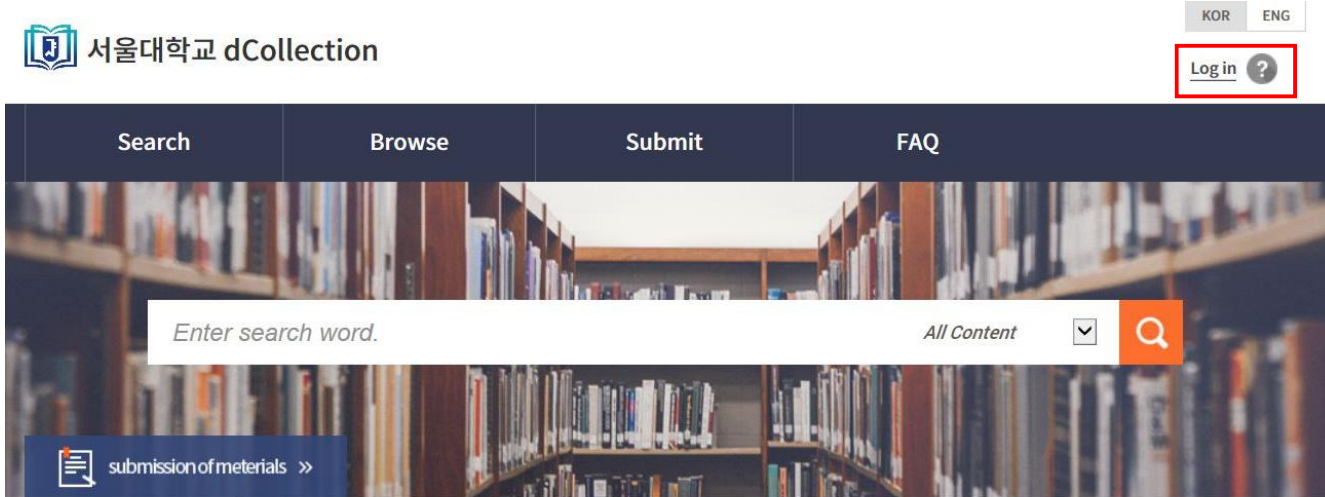 KOR ENG
서울대학교 dCollection
Log in ?
Search Browse Submit FAQ
Enter search word. All Content
submission of meterials »